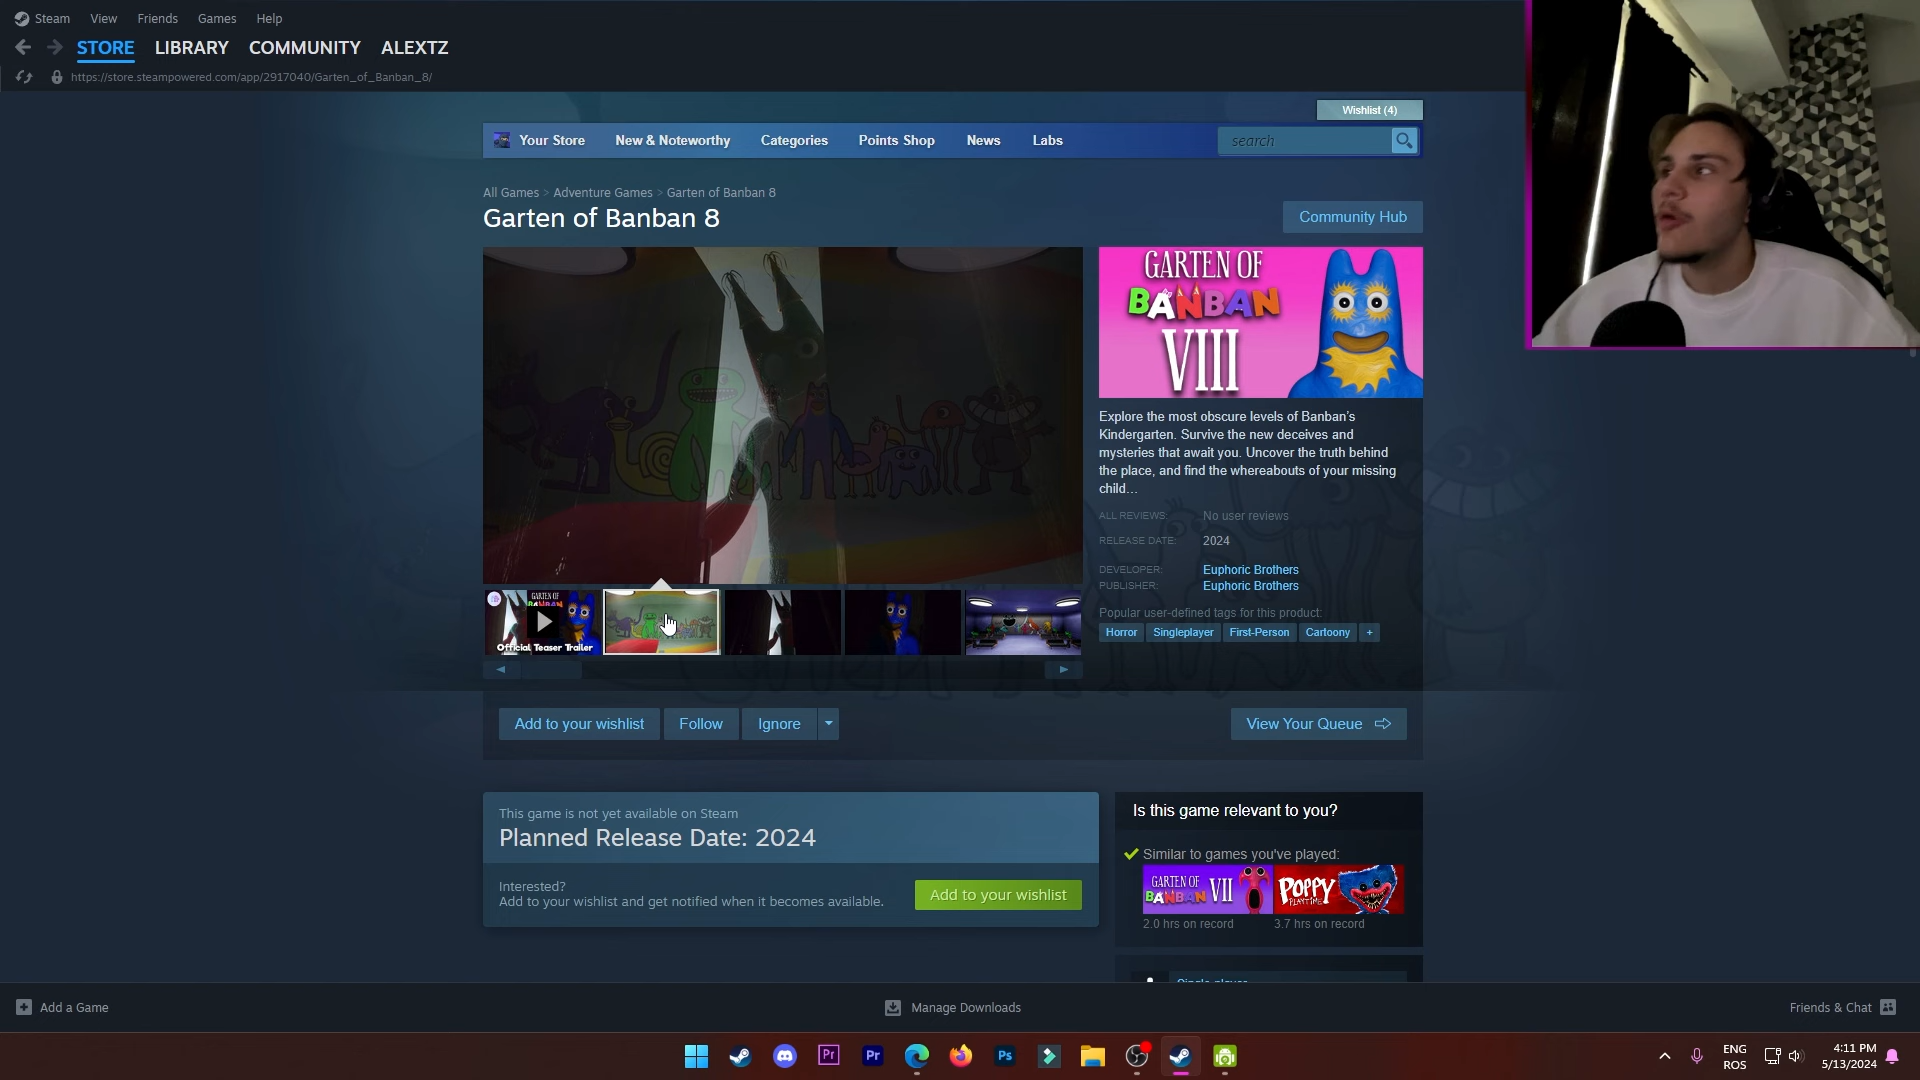 Steam View Friends Games Help
STORE LIBRARY COMMUNITY ALEXTZ
https://store.steampowered.com/app/2917040/Garten_of_Banban_8/
Wishlist (4)
Your Store New & Noteworthy Categories Points Shop News Labs search
All Games > Adventure Games > Garten of Banban 8
Garten of Banban 8
Community Hub
GARTEN OF
BANBAN
VIII
Explore the most obscure levels of Banban's
Kindergarten. Survive the new deceives and
mysteries that await you. Uncover the truth behind
the place, and find the whereabouts of your missing
child...
ALL REVIEWS: No user reviews
RELEASE DATE: 2024
DEVELOPER: Euphoric Brothers
PUBLISHER: Euphoric Brothers
Popular user-defined tags for this product:
Horror Singleplayer First-Person Cartoony +
GARTEN OF
BANBAN
Official Teaser Trailer
Add to your wishlist Follow Ignore
View Your Queue
This game is not yet available on Steam
Planned Release Date: 2024
Interested?
Add to your wishlist and get notified when it becomes available.
Add to your wishlist
Is this game relevant to you?
Similar to games you've played:
GARTEN OF
BANBAN VII
POPPY
PLAYTIME
2.0 hrs on record 3.7 hrs on record
Single-player
Add a Game
Manage Downloads
Friends & Chat
Pr Pr Ps
ENG
ROS
4:11 PM
5/13/2024